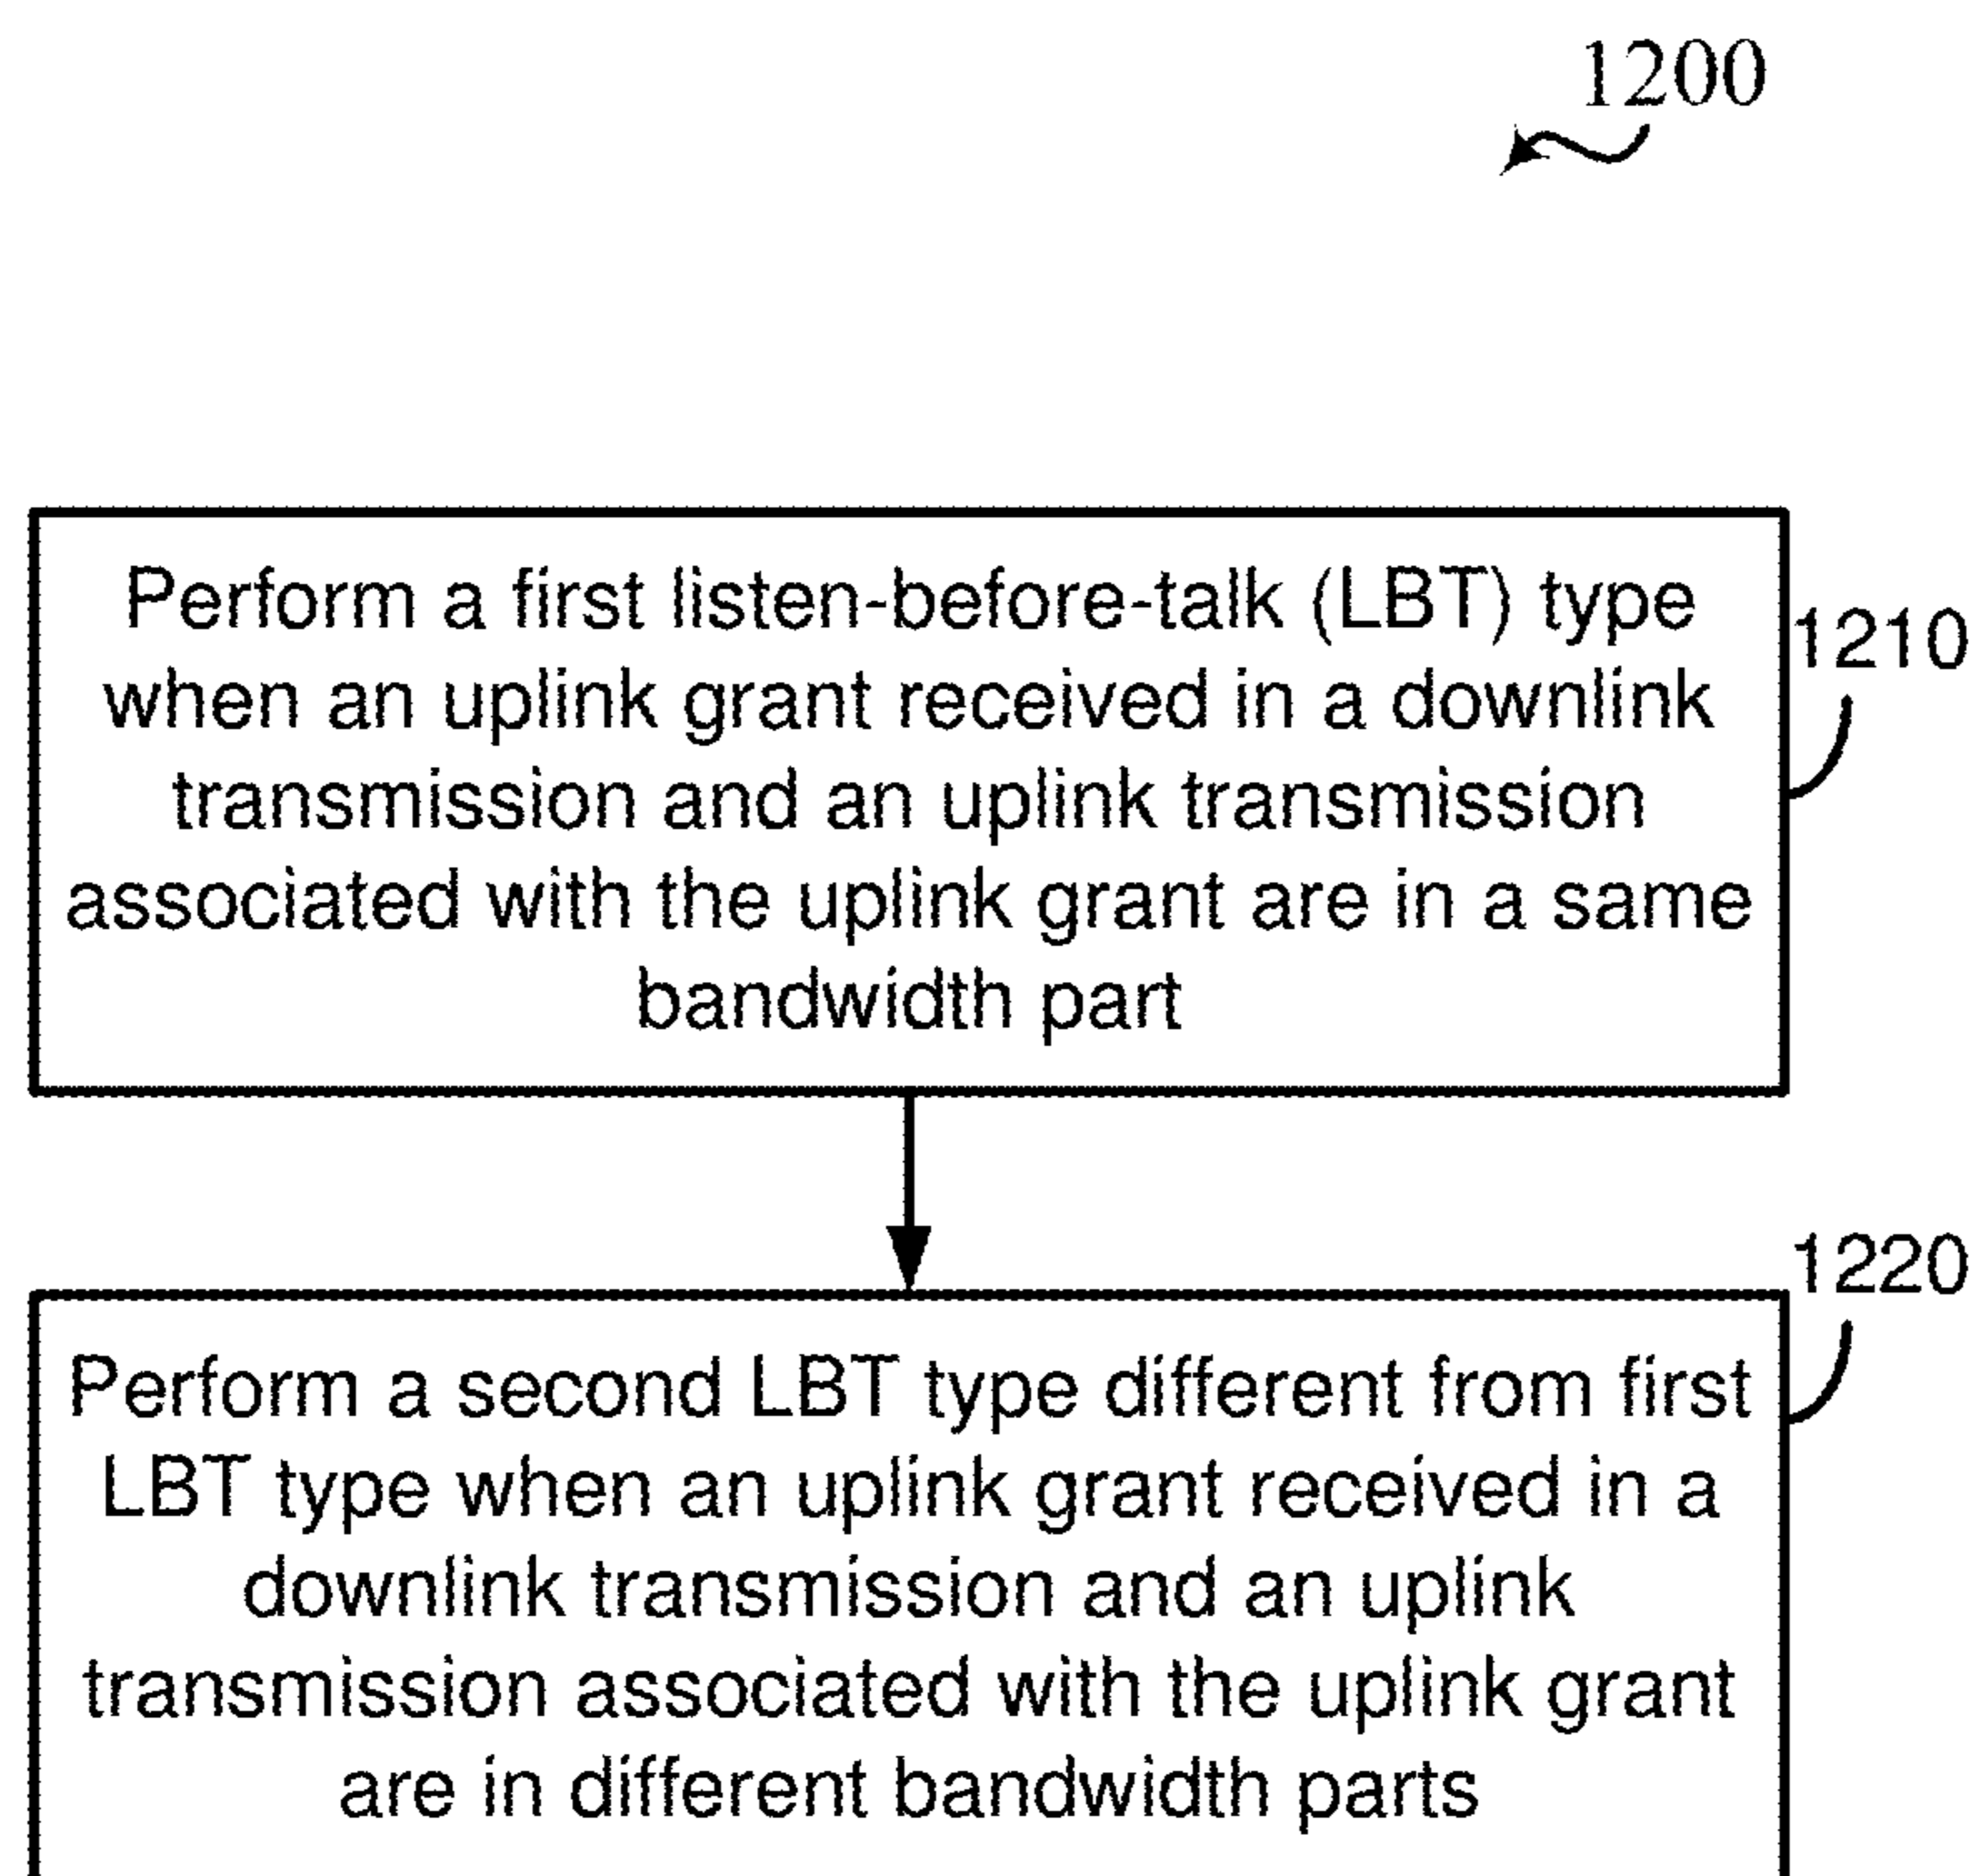 1200
Perform a first listen-before-talk (LBT) type
when an uplink grant received in a downlink
transmission and an uplink transmission
associated with the uplink grant are in a same
bandwidth part
1210
1220
Perform a second LBT type different from first
LBT type when an uplink grant received in a
downlink transmission and an uplink
transmission associated with the uplink grant
are in different bandwidth parts